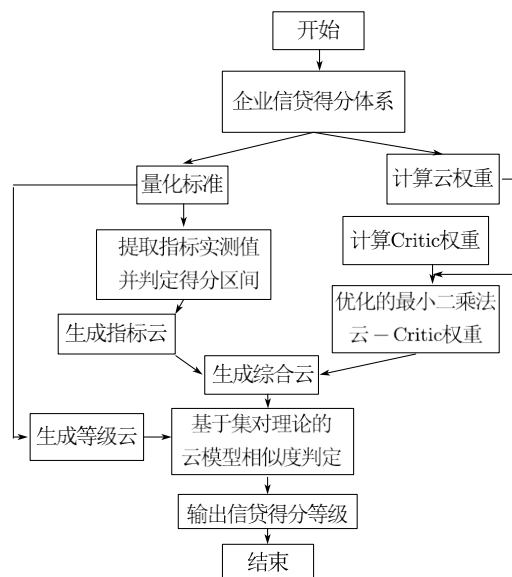 开始
企业信贷得分体系
量化标准
计算云权重
提取指标实测值
并判定得分区间
计算Critic权重
生成指标云
优化的最小二乘法
云－Critic权重
生成综合云
生成等级云
基于集对理论的
云模型相似度判定
输出信贷得分等级
结束